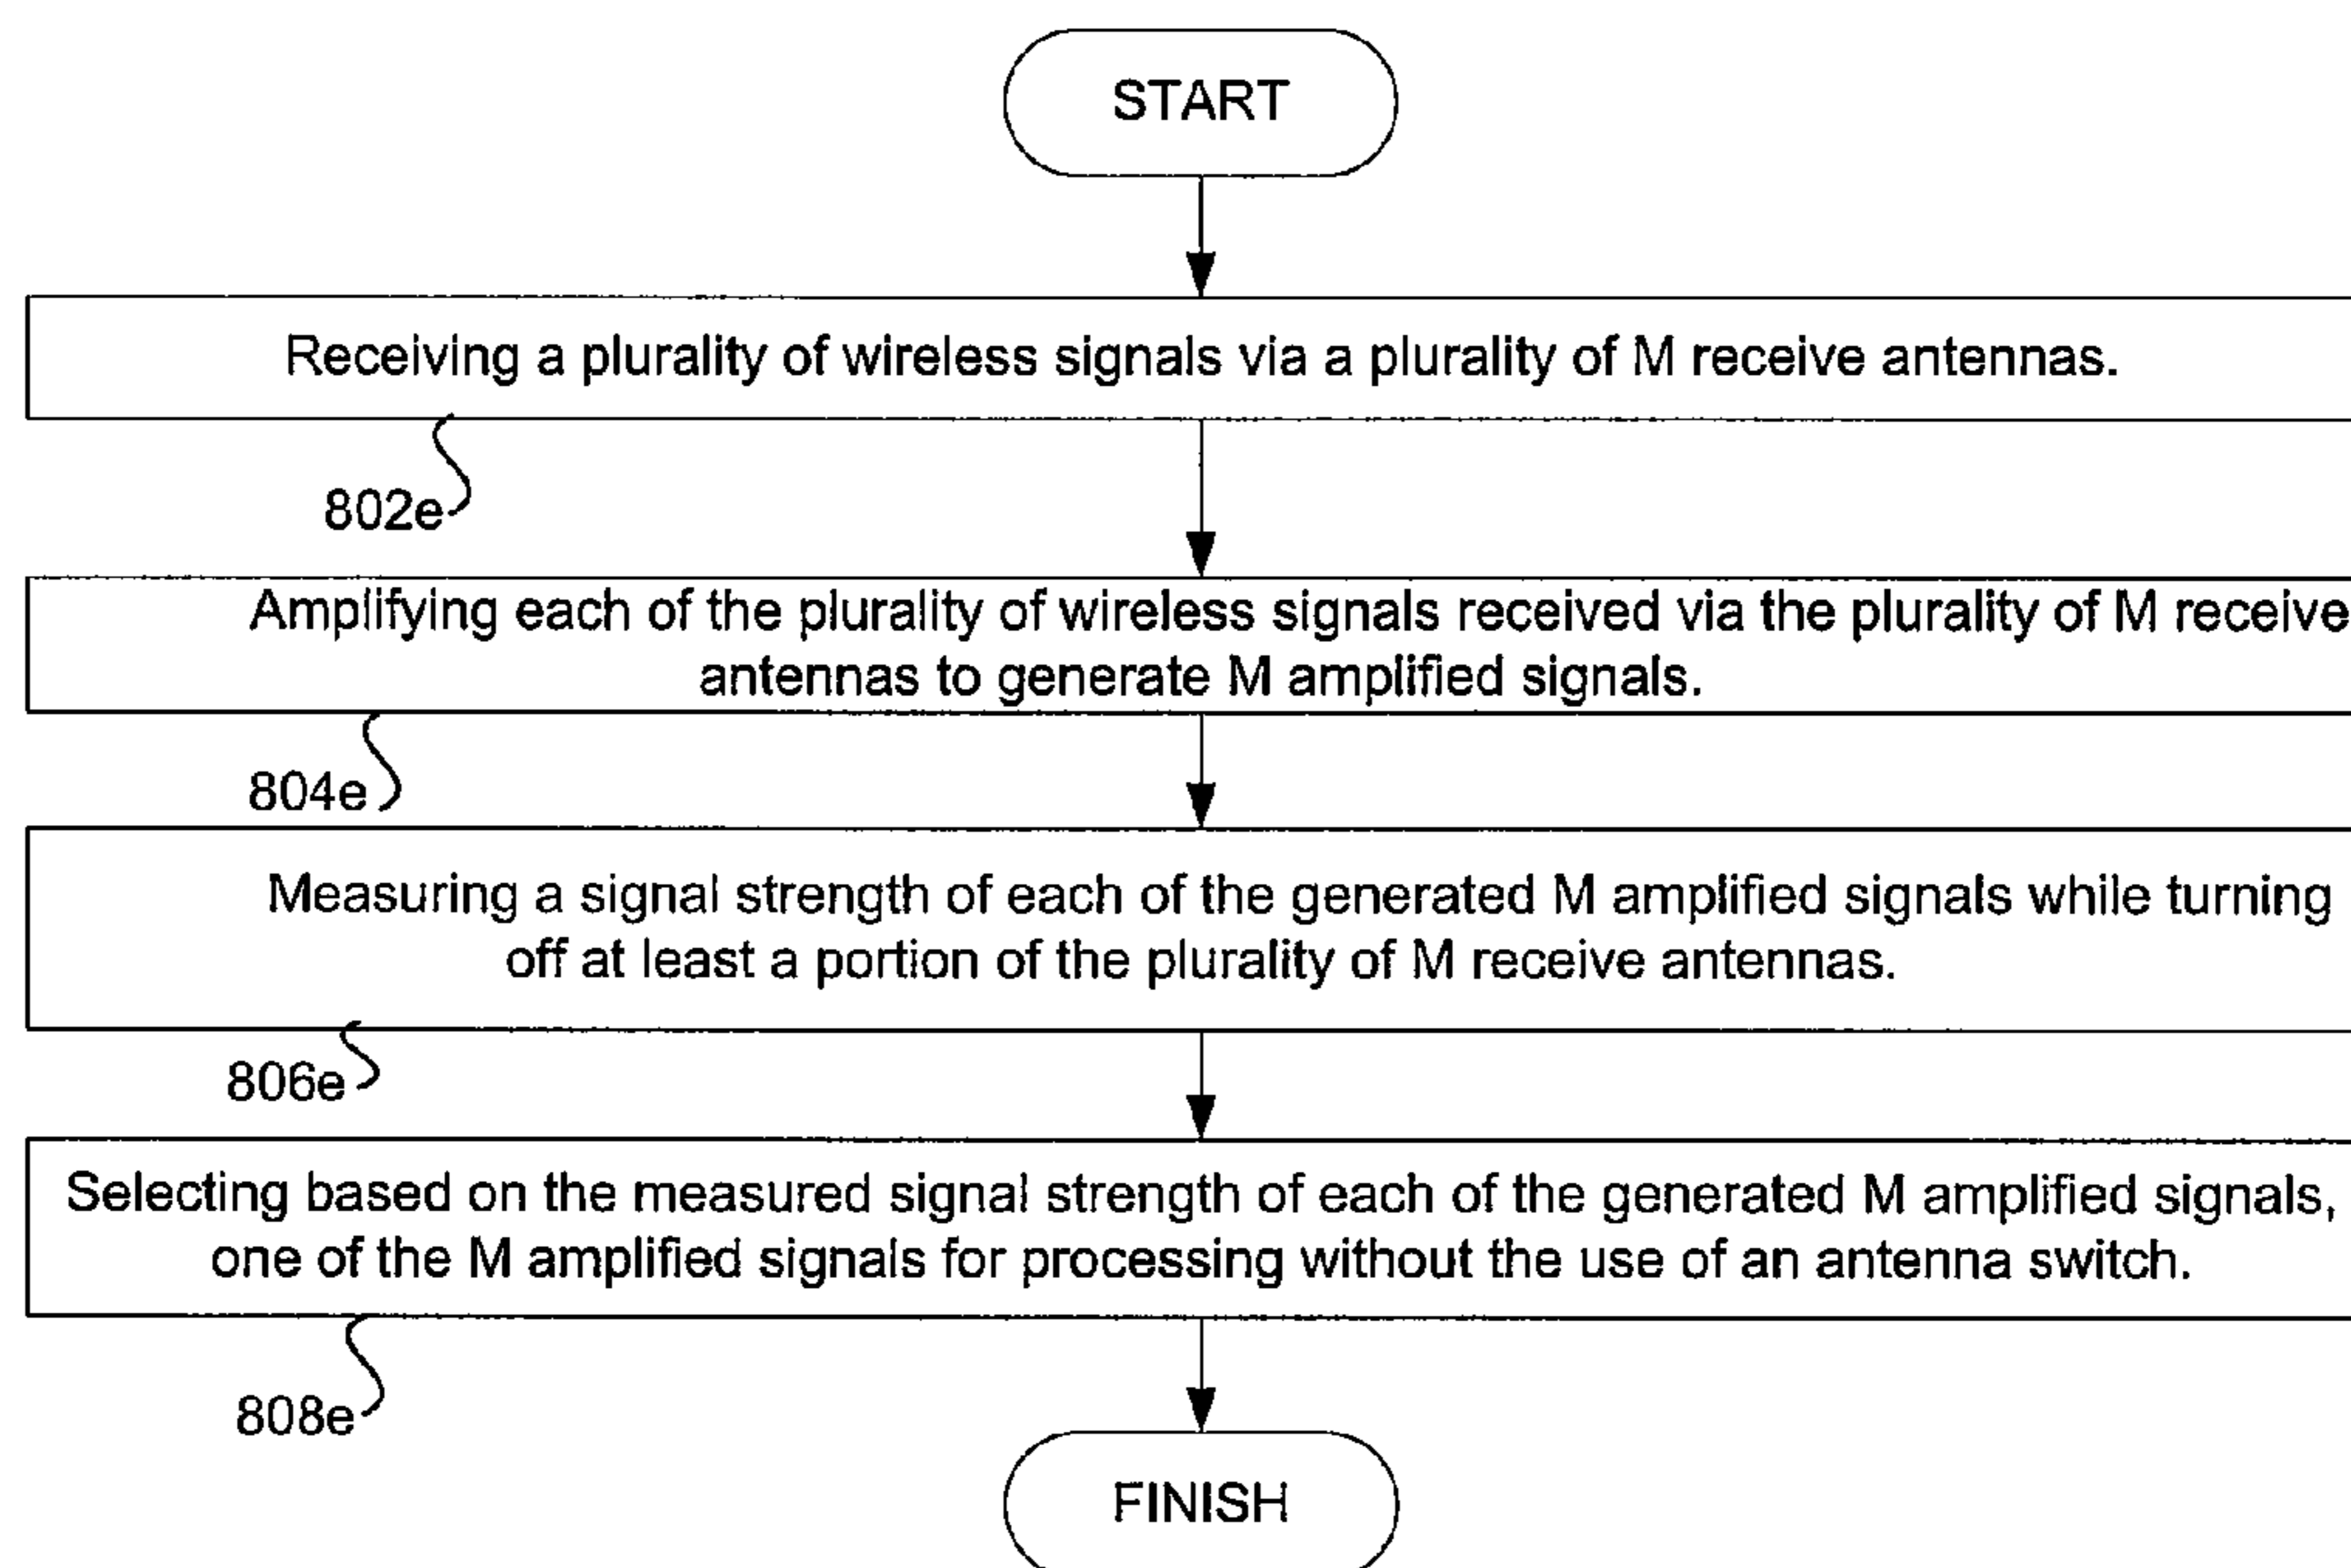 START
Receiving a plurality of wireless signals via a plurality of M receive antennas.
802e
Amplifying each of the plurality of wireless signals received via the plurality of M receive
antennas to generate M amplified signals.
804e
Measuring a signal strength of each of the generated M amplified signals while turning
off at least a portion of the plurality of M receive antennas.
806e
Selecting based on the measured signal strength of each of the generated M amplified signals,
one of the M amplified signals for processing without the use of an antenna switch.
808e
FINISH